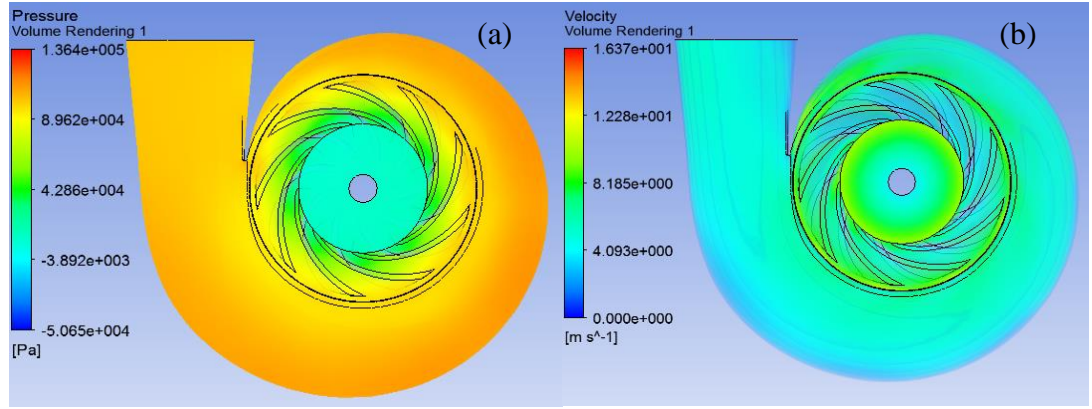 Pressure
Volume Rendering 1
1.364e+005
8.962e+004
4.286e+004
-3.892e+003
-5.065e+004
[Pa]
(a)
Velocity
Volume Rendering 1
1.637e+001
1.228e+001
8.185e+000
4.093e+000
0.000e+000
[m s^-1]
(b)